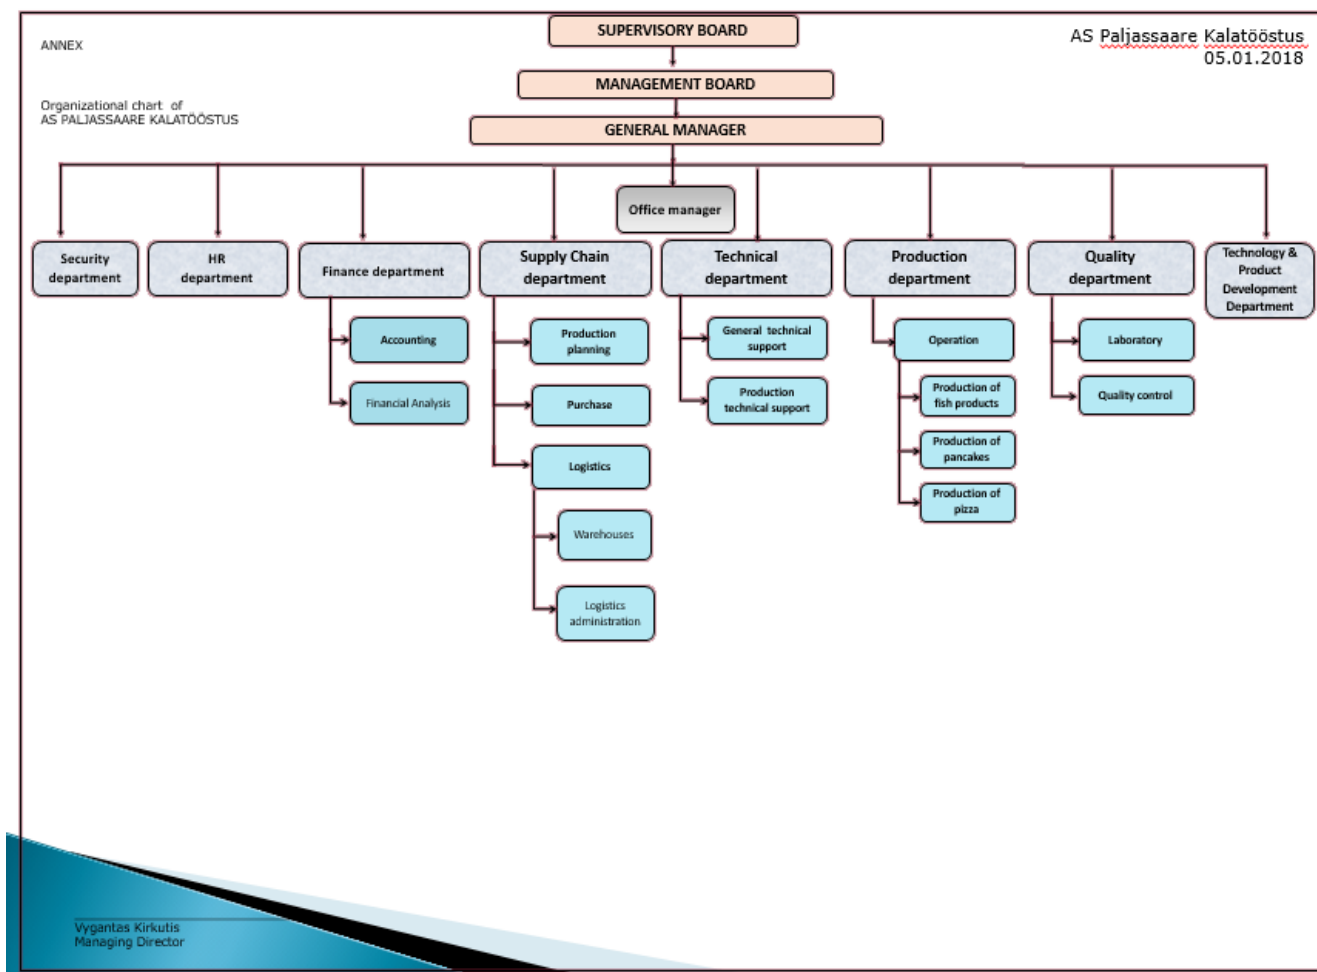 SUPERVISORY BOARD
ANNEX
AS Paljassaare Kalatööstus
05.01.2018
MANAGEMENT BOARD
Organizational chart of
AS PALJASSAARE KALATÖÖSTUS
GENERAL MANAGER
Office manager
Security
department
HR
department
Finance department
Supply Chain
department
Technical
department
Production
department
Quality
department
Technology &
Product
Development
Department
Accounting
Financial Analysis
Production
planning
Purchase
Logistics
Warehouses
Logistics
administration
General technical
support
Production
technical support
Operation
Production of
fish products
Production of
pancakes
Production of
pizza
Laboratory
Quality control
Vygantas Kirkutis
Managing Director